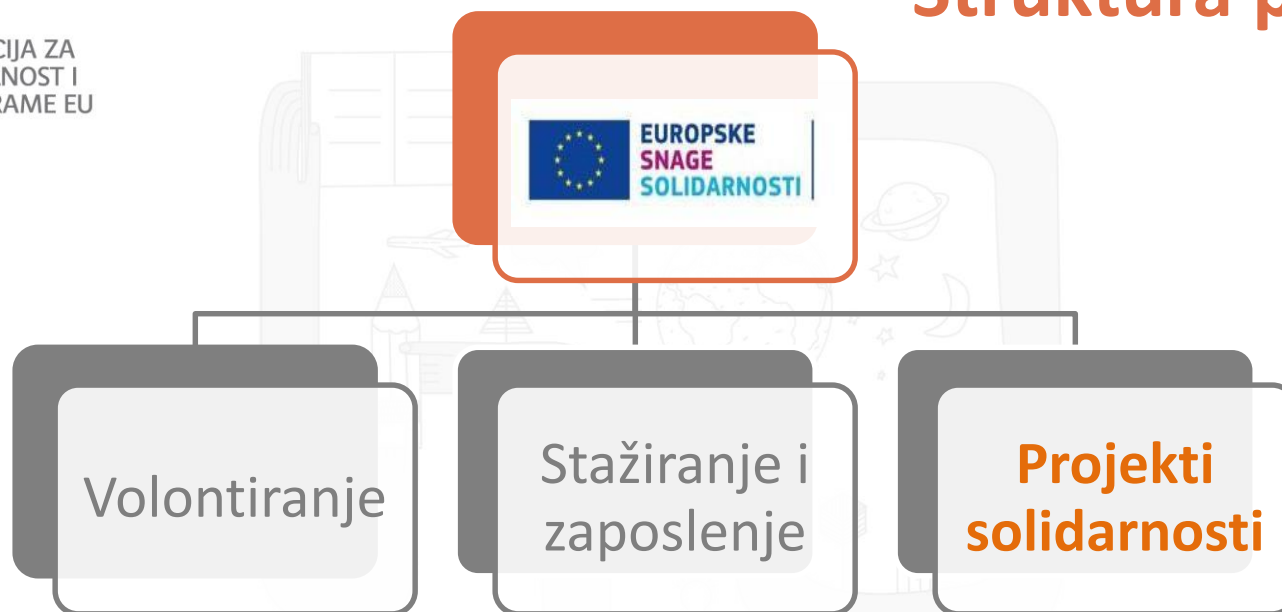 Struktura p
CIJA ZA
NOST I
RAME EU
EUROPSKE
SNAGE
SOLIDARNOSTI
Volontiranje
Stažiranje i
zaposlenje
Projekti
solidarnosti